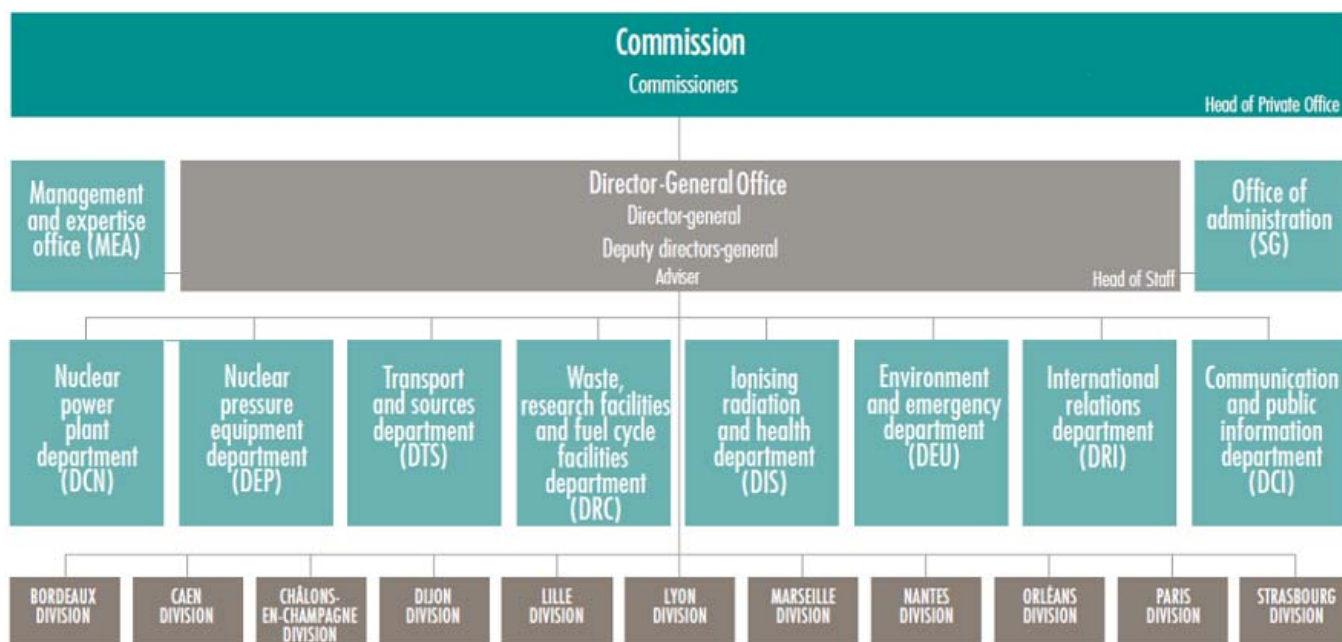 Commission
Commissioners
Head of Private Office
Management
and expertise
office (MEA)
Director-General Office
Director-general
Deputy directors-general
Adviser
Head of Staff
Office of
administration
(SG)
Nuclear
power
plant
department
(DCN)
Nuclear
pressure
equipment
department
(DEP)
Transport
and sources
department
(DTS)
Waste,
research facilities
and fuel cycle
facilities
department
(DRC)
Ionising
radiation
and health
department
(DIS)
Environment
and emergency
department
(DEU)
International
relations
department
(DRI)
Communication
and public
information
department
(DCI)
BORDEAUX
DIVISION
CAEN
DIVISION
CHÂLONS-
EN-CHAMPAGNE
DIVISION
DIJON
DIVISION
LILLE
DIVISION
LYON
DIVISION
MARSEILLE
DIVISION
NANTES
DIVISION
ORLÉANS
DIVISION
PARIS
DIVISION
STRASBOURG
DIVISION